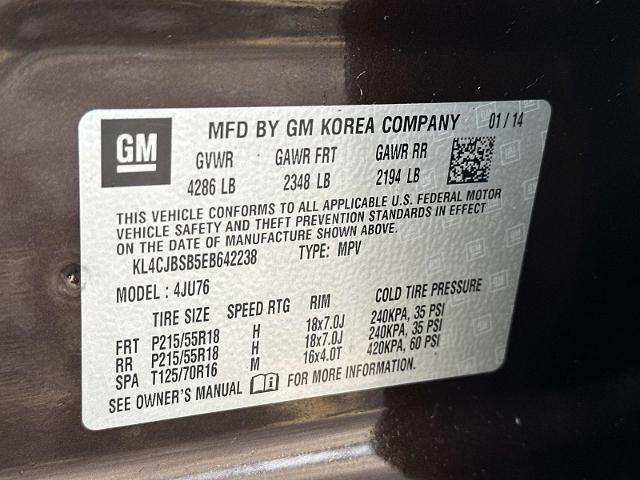 GM MFD BY GM KOREA COMPANY 01 / 14
GVWR GAWR FRT GAWR RR
4286 LB 2348 LB 2194 LB
THIS VEHICLE CONFORMS TO ALL APPLICABLE U.S. FEDERAL MOTOR
VEHICLE SAFETY AND THEFT PREVENTION STANDARDS IN EFFECT
ON THE DATE OF MANUFACTURE SHOWN ABOVE.
KL4CJBSB5EB642238 TYPE: MPV
MODEL : 4JU76
TIRE SIZE SPEED RTG RIM COLD TIRE PRESSURE
FRT P215/55R18 H 18x7.0J 240KPA, 35 PSI
RR P215/55R18 H 18x7.0J 240KPA, 35 PSI
SPA T125/70R16 M 16x4.0T 420KPA, 60 PSI
SEE OWNER'S MANUAL FOR MORE INFORMATION.